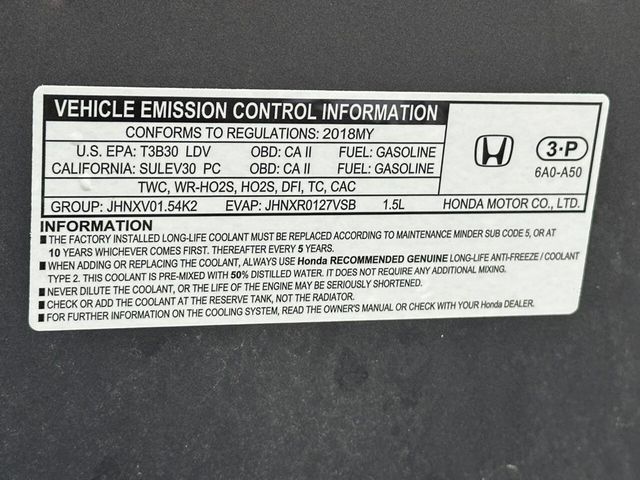 VEHICLE EMISSION CONTROL INFORMATION
CONFORMS TO REGULATIONS: 2018MY
U.S. EPA: T3B30 LDV OBD: CA II FUEL: GASOLINE
CALIFORNIA: SULEV30 PC OBD: CA II FUEL: GASOLINE
TWC, WR-HO2S, HO2S, DFI, TC, CAC
GROUP: JHNXV01.54K2 EVAP: JHNXR0127VSB 1.5L
3-P
6A0-A50
HONDA MOTOR CO., LTD.
INFORMATION
■ THE FACTORY INSTALLED LONG-LIFE COOLANT MUST BE REPLACED ACCORDING TO MAINTENANCE MINDER SUB CODE 5, OR AT
10 YEARS WHICHEVER COMES FIRST. THEREAFTER EVERY 5 YEARS.
■ WHEN ADDING OR REPLACING THE COOLANT, ALWAYS USE Honda RECOMMENDED GENUINE LONG-LIFE ANTI-FREEZE / COOLANT
TYPE 2. THIS COOLANT IS PRE-MIXED WITH 50% DISTILLED WATER. IT DOES NOT REQUIRE ANY ADDITIONAL MIXING.
■ NEVER DILUTE THE COOLANT, OR THE LIFE OF THE ENGINE MAY BE SERIOUSLY SHORTENED.
■ CHECK OR ADD THE COOLANT AT THE RESERVE TANK, NOT THE RADIATOR.
■ FOR FURTHER INFORMATION ON THE COOLING SYSTEM, READ THE OWNER'S MANUAL OR CHECK WITH YOUR Honda DEALER.